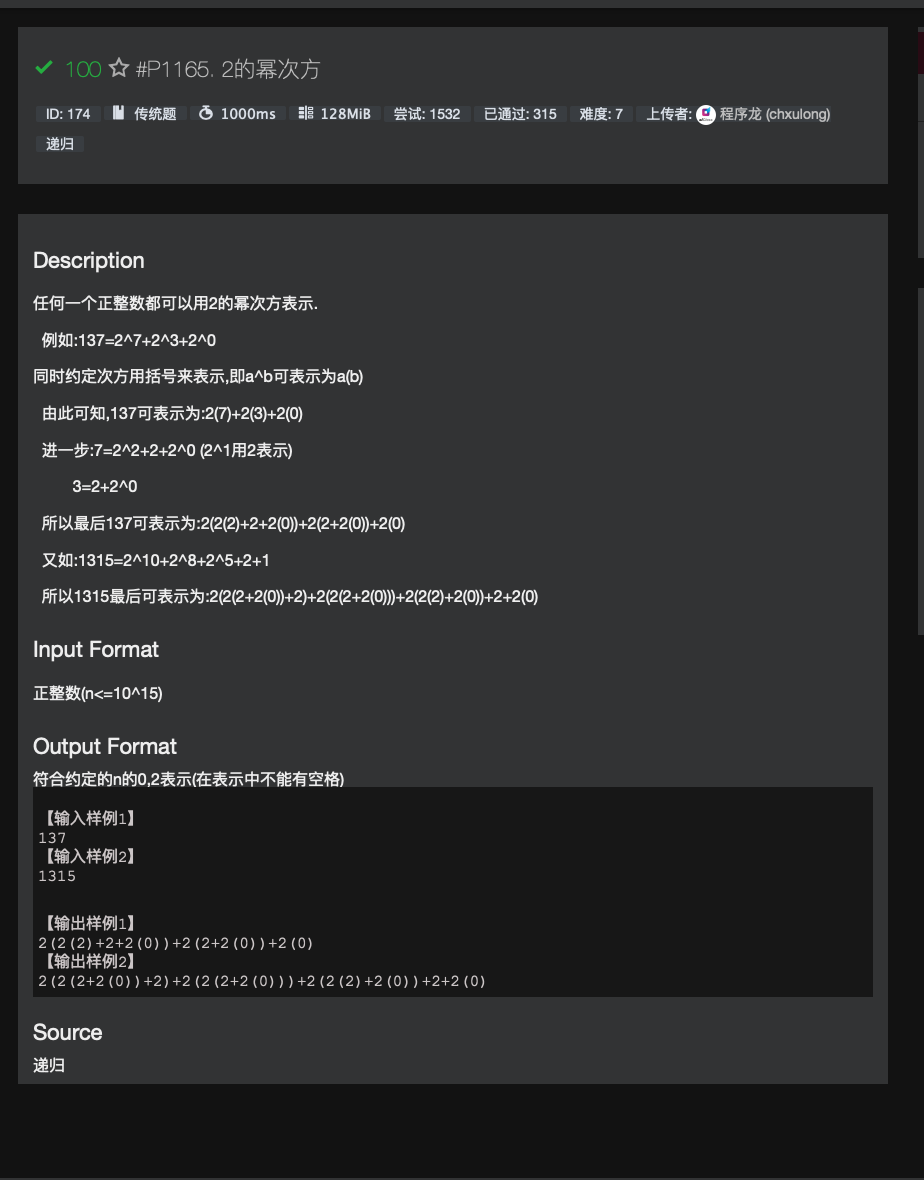 100 #P1165. 2的幂次方
ID: 174 传统题 1000ms 128MiB 尝试: 1532 已通过: 315 难度: 7 上传者: 程序龙 (chxulong)
递归
Description
任何一个正整数都可以用2的幂次方表示.
例如:137=2^7+2^3+2^0
同时约定次方用括号来表示,即a^b可表示为a(b)
由此可知,137可表示为:2(7)+2(3)+2(0)
进一步:7=2^2+2+2^0 (2^1用2表示)
3=2+2^0
所以最后137可表示为:2(2(2)+2+2(0))+2(2+2(0))+2(0)
又如:1315=2^10+2^8+2^5+2+1
所以1315最后可表示为:2(2(2+2(0))+2)+2(2(2+2(0)))+2(2(2)+2(0))+2+2(0)
Input Format
正整数(n<=10^15)
Output Format
符合约定的n的0,2表示(在表示中不能有空格)
【输入样例1】
137
【输入样例2】
1315
【输出样例1】
2(2(2)+2+2(0))+2(2+2(0))+2(0)
【输出样例2】
2(2(2+2(0))+2)+2(2(2+2(0)))+2(2(2)+2(0))+2+2(0)
Source
递归